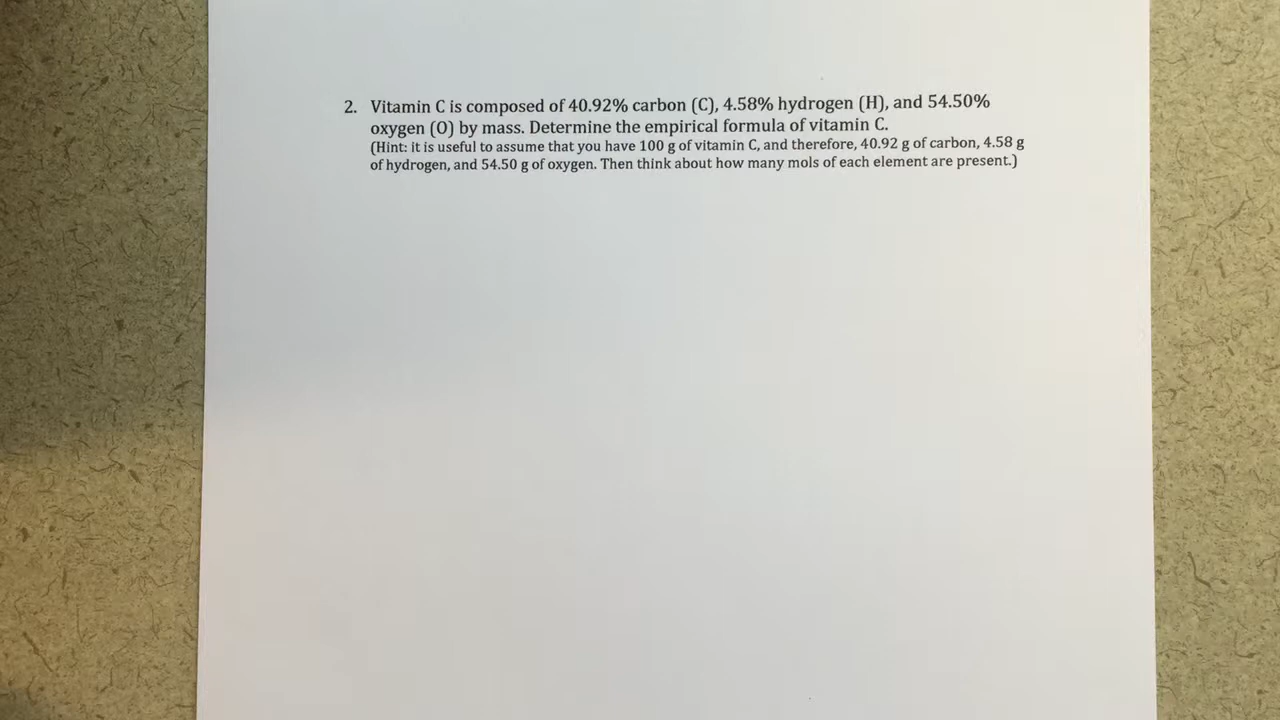 2. Vitamin C is composed of 40.92% carbon (C), 4.58% hydrogen (H), and 54.50%
oxygen (O) by mass. Determine the empirical formula of vitamin C.
(Hint: it is useful to assume that you have 100 g of vitamin C, and therefore, 40.92 g of carbon, 4.58 g
of hydrogen, and 54.50 g of oxygen. Then think about how many mols of each element are present.)